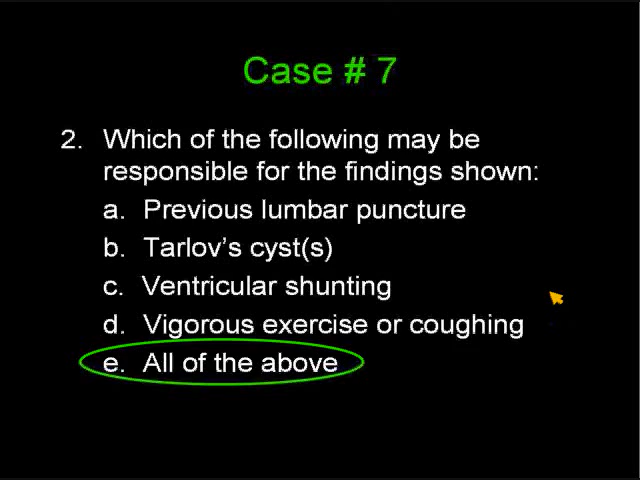 Case # 7
2. Which of the following may be
responsible for the findings shown:
a. Previous lumbar puncture
b. Tarlov's cyst(s)
c. Ventricular shunting
d. Vigorous exercise or coughing
e. All of the above